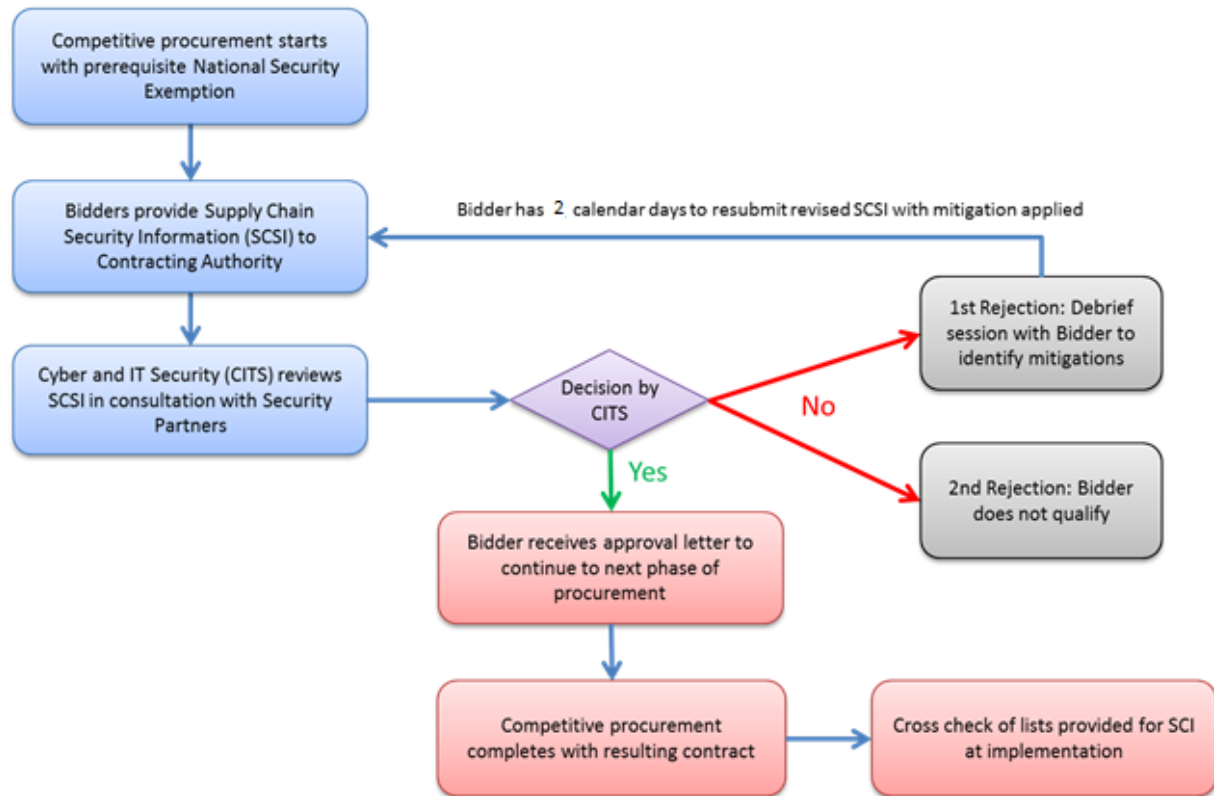 Competitive procurement starts
with prerequisite National Security
Exemption
Bidders provide Supply Chain
Security Information (SCSI) to
Contracting Authority
Bidder has 2 calendar days to resubmit revised SCSI with mitigation applied
1st Rejection: Debrief
session with Bidder to
identify mitigations
Cyber and IT Security (CITS) reviews
SCSI in consultation with Security
Partners
Decision by
CITS
No
Yes
2nd Rejection: Bidder
does not qualify
Bidder receives approval letter to
continue to next phase of
procurement
Competitive procurement
completes with resulting contract
Cross check of lists provided for SCI
at implementation